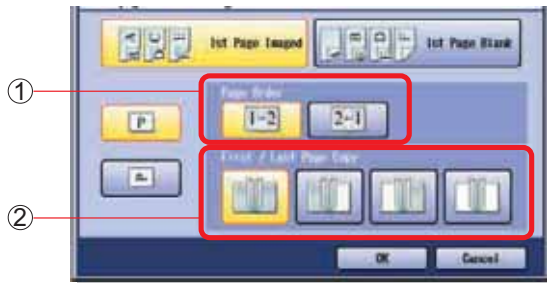 1st Page Imaged
1st Page Blank
①
Page Order
P
1-2
2-1
First / Last Page Copy
②
OK
Cancel